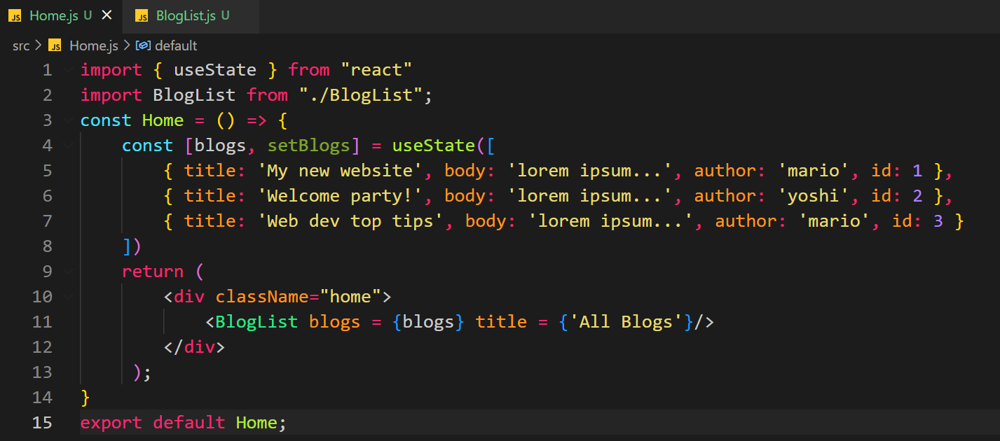 JS Home.js U × JS BlogList.js U
src > JS Home.js > default
1 import { useState } from "react"
2 import BlogList from "./BlogList";
3 const Home = () => {
4     const [blogs, setBlogs] = useState([
5         { title: 'My new website', body: 'lorem ipsum...', author: 'mario', id: 1 },
6         { title: 'Welcome party!', body: 'lorem ipsum...', author: 'yoshi', id: 2 },
7         { title: 'Web dev top tips', body: 'lorem ipsum...', author: 'mario', id: 3 }
8     ])
9     return (
10         <div className="home">
11             <BlogList blogs = {blogs} title = {'All Blogs'}/>
12         </div>
13      );
14 }
15 export default Home;